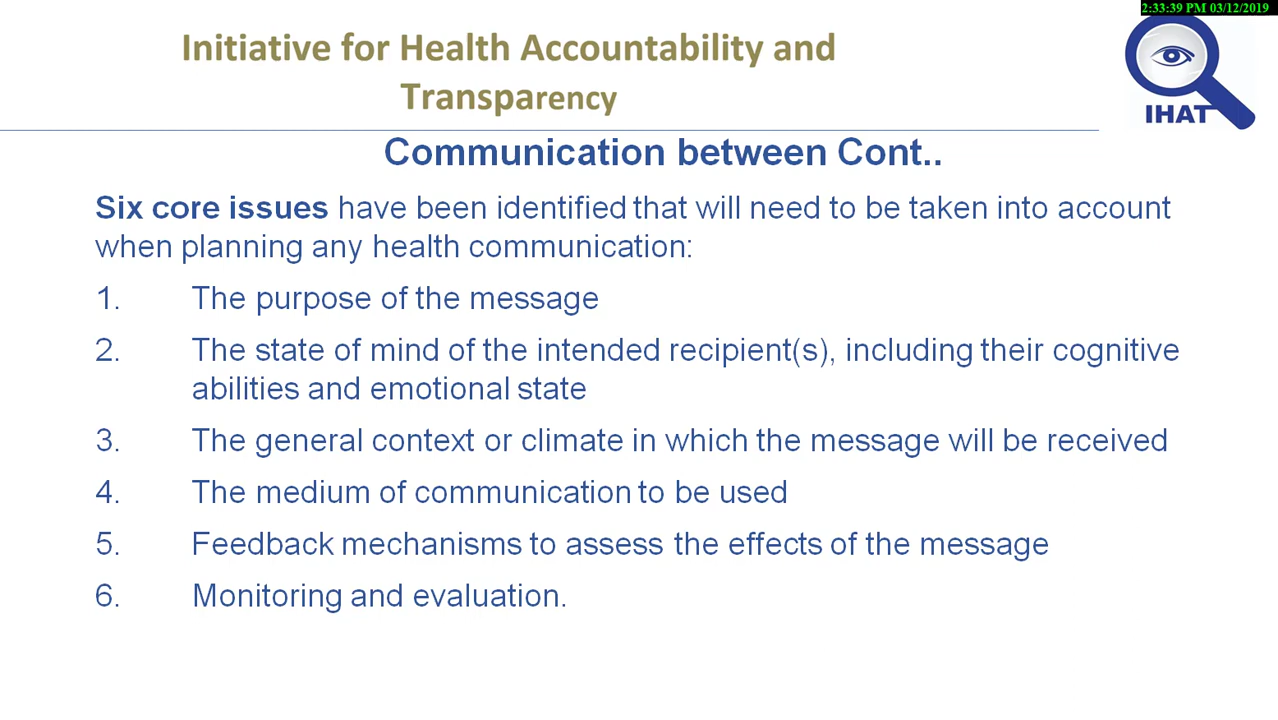 2:33:39 PM 03/12/2019
Initiative for Health Accountability and
Transparency
IHAT
Communication between Cont..
Six core issues have been identified that will need to be taken into account
when planning any health communication:
1. The purpose of the message
2. The state of mind of the intended recipient(s), including their cognitive
abilities and emotional state
3. The general context or climate in which the message will be received
4. The medium of communication to be used
5. Feedback mechanisms to assess the effects of the message
6. Monitoring and evaluation.